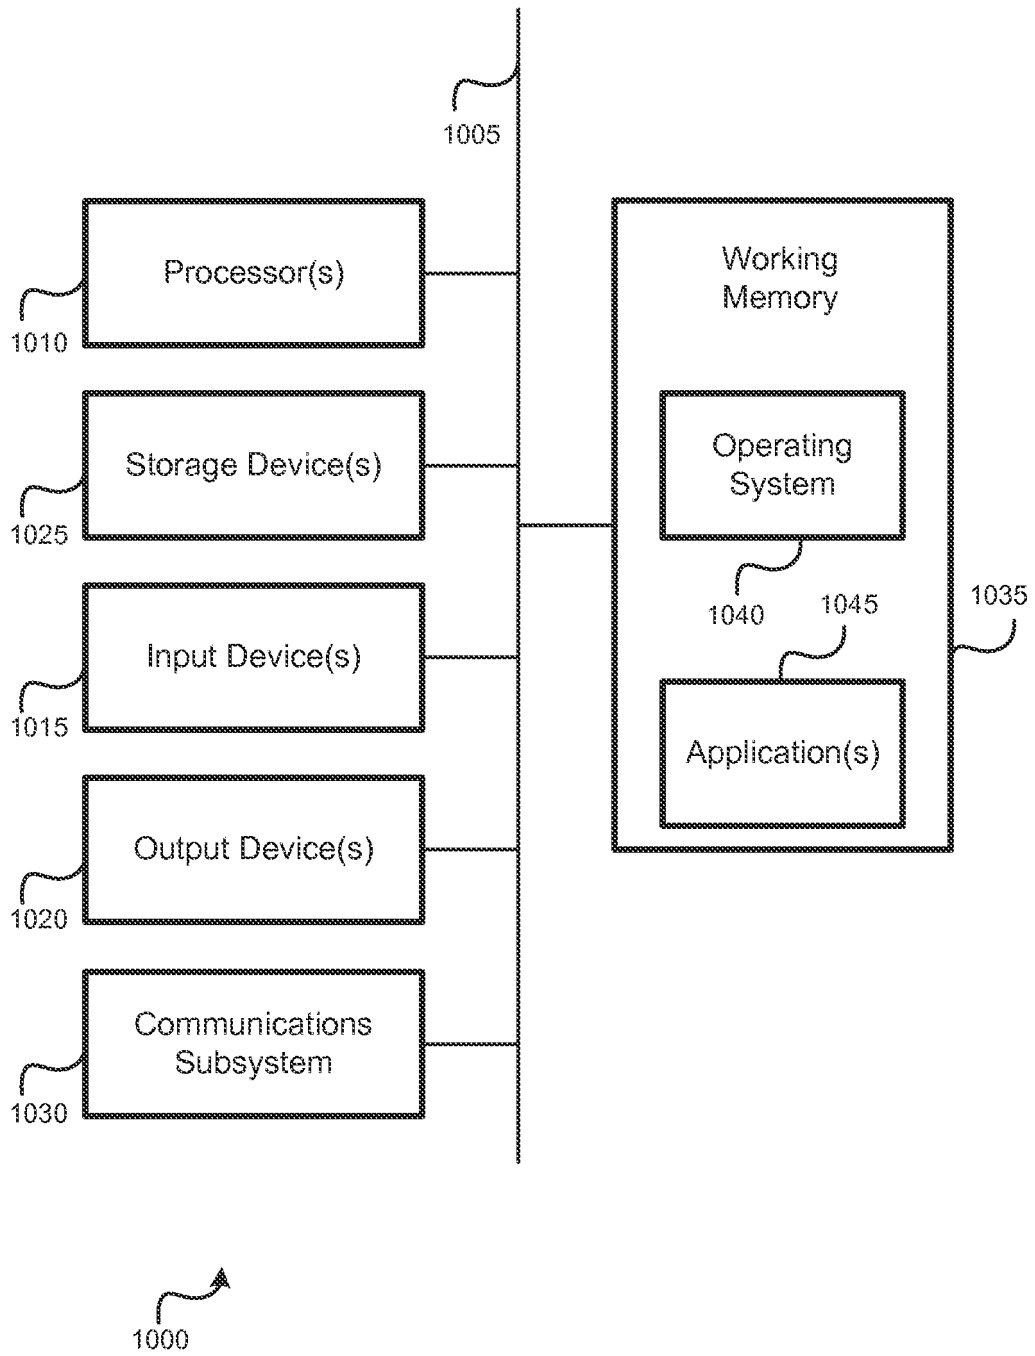 1005
Processor(s)
1010
Storage Device(s)
1025
Input Device(s)
1015
Output Device(s)
1020
Communications
Subsystem
1030
Working
Memory
Operating
System
1040
1045
1035
Application(s)
1000